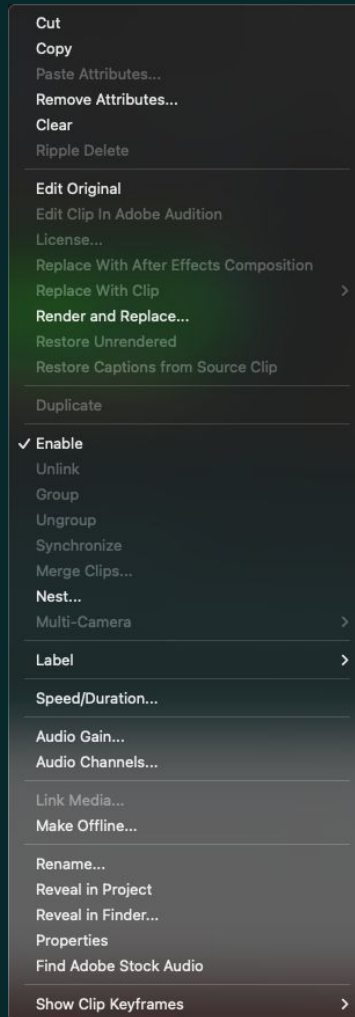 Cut
Copy
Paste Attributes...
Remove Attributes...
Clear
Ripple Delete
Edit Original
Edit Clip In Adobe Audition
License...
Replace With After Effects Composition
Replace With Clip
Render and Replace...
Restore Unrendered
Restore Captions from Source Clip
Duplicate
Enable
Unlink
Group
Ungroup
Synchronize
Merge Clips...
Nest...
Multi-Camera
Label
Speed/Duration...
Audio Gain...
Audio Channels...
Link Media...
Make Offline...
Rename...
Reveal in Project
Reveal in Finder...
Properties
Find Adobe Stock Audio
Show Clip Keyframes